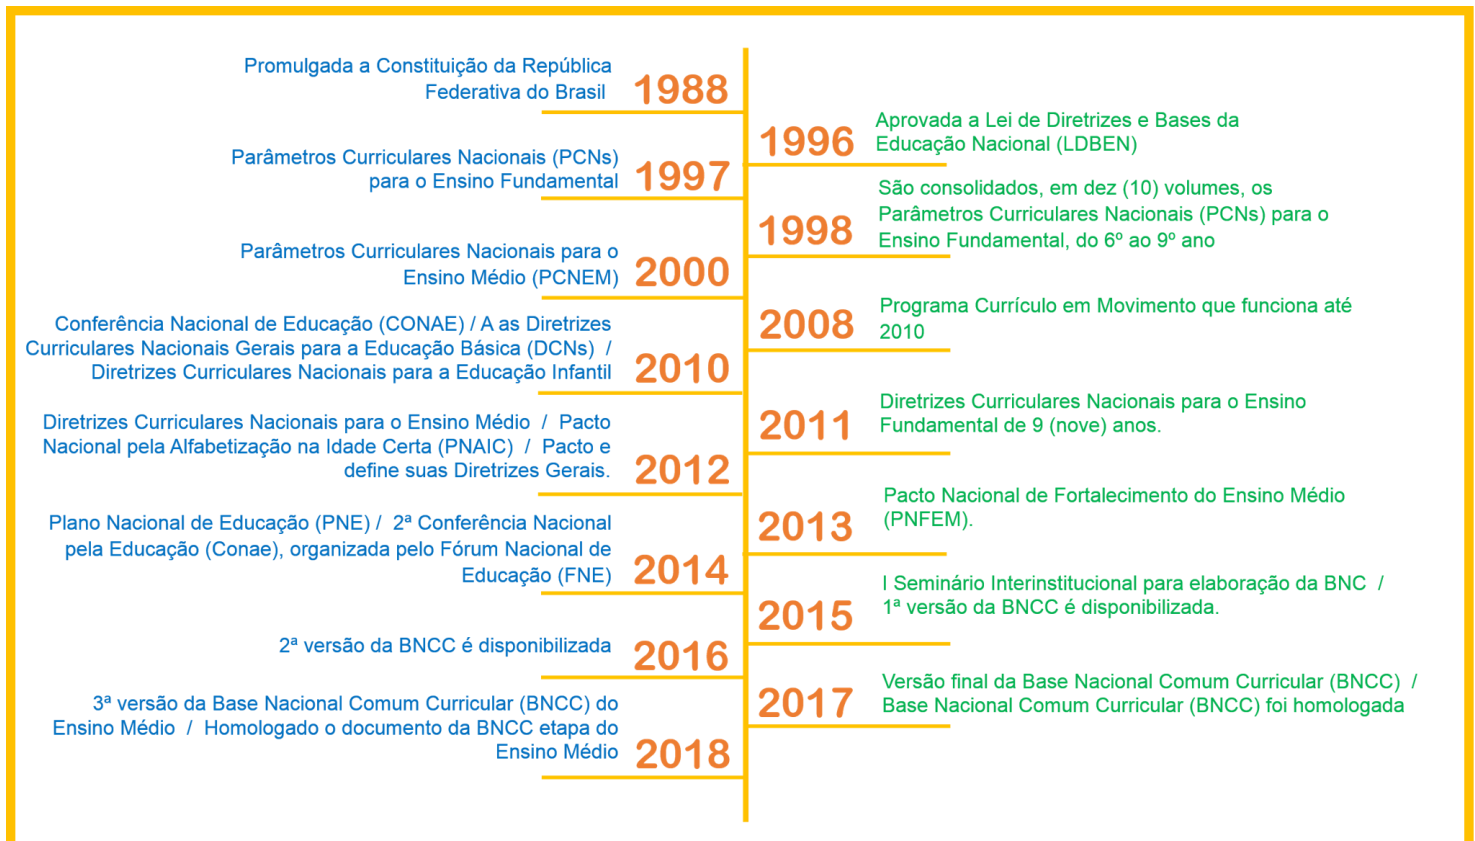 Promulgada a Constituição da República
Federativa do Brasil
1988
1996
Aprovada a Lei de Diretrizes e Bases da
Educação Nacional (LDBEN)
Parâmetros Curriculares Nacionais (PCNs)
para o Ensino Fundamental
1997
1998
São consolidados, em dez (10) volumes, os
Parâmetros Curriculares Nacionais (PCNs) para o
Ensino Fundamental, do 6º ao 9º ano
Parâmetros Curriculares Nacionais para o
Ensino Médio (PCNEM)
2000
2008
Programa Currículo em Movimento que funciona até
2010
Conferência Nacional de Educação (CONAE) / A as Diretrizes
Curriculares Nacionais Gerais para a Educação Básica (DCNs) /
Diretrizes Curriculares Nacionais para a Educação Infantil
2010
2011
Diretrizes Curriculares Nacionais para o Ensino
Fundamental de 9 (nove) anos.
Diretrizes Curriculares Nacionais para o Ensino Médio / Pacto
Nacional pela Alfabetização na Idade Certa (PNAIC) / Pacto e
define suas Diretrizes Gerais.
2012
2013
Pacto Nacional de Fortalecimento do Ensino Médio
(PNFEM).
Plano Nacional de Educação (PNE) / 2ª Conferência Nacional
pela Educação (Conae), organizada pelo Fórum Nacional de
Educação (FNE)
2014
2015
I Seminário Interinstitucional para elaboração da BNC /
1ª versão da BNCC é disponibilizada.
2ª versão da BNCC é disponibilizada
2016
2017
Versão final da Base Nacional Comum Curricular (BNCC) /
Base Nacional Comum Curricular (BNCC) foi homologada
3ª versão da Base Nacional Comum Curricular (BNCC) do
Ensino Médio / Homologado o documento da BNCC etapa do
Ensino Médio
2018